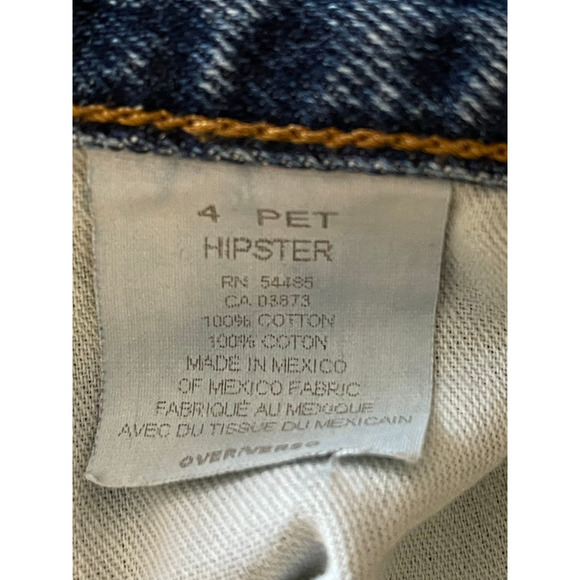 4 PET
HIPSTER
RN 54485
CA 03873
100% COTTON
100% COTON
MADE IN MEXICO
OF MEXICO FABRIC
FABRIQUÉ AU MEXIQUE
AVEC DU TISSUE DU MEXICAIN
OVER/VERSO